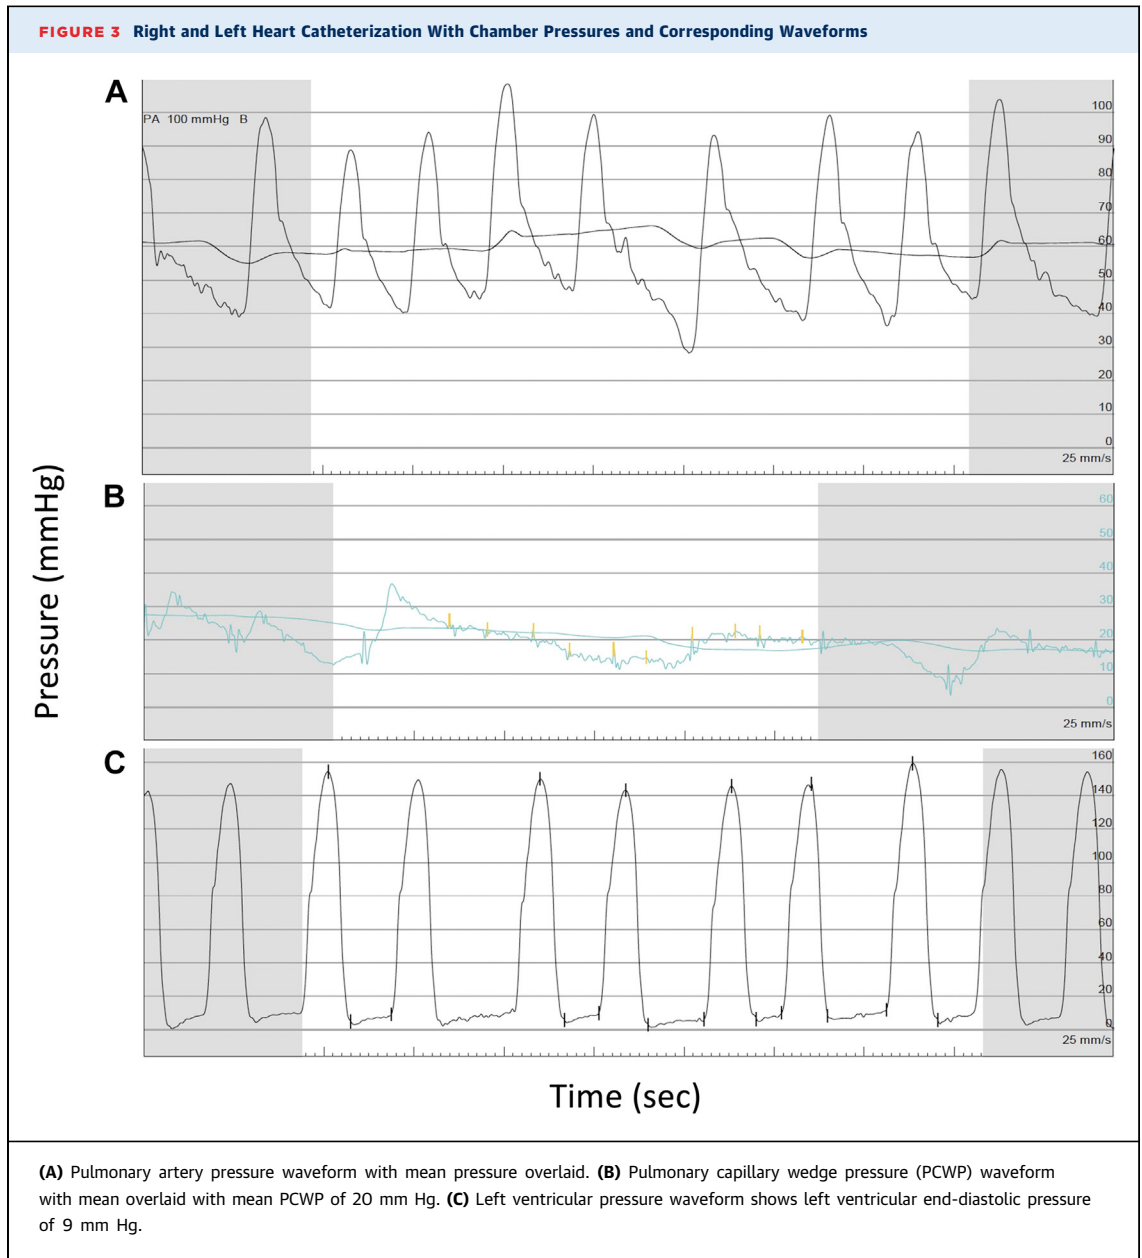 FIGURE 3 Right and Left Heart Catheterization With Chamber Pressures and Corresponding Waveforms
A
PA 100 mmHg B
100
90
80
70
60
50
40
30
20
10
0
25 mm/s
Pressure (mmHg)
B
60
50
40
30
20
10
0
25 mm/s
C
160
140
120
100
80
60
40
20
0
25 mm/s
Time (sec)
(A) Pulmonary artery pressure waveform with mean pressure overlaid. (B) Pulmonary capillary wedge pressure (PCWP) waveform
with mean overlaid with mean PCWP of 20 mm Hg. (C) Left ventricular pressure waveform shows left ventricular end-diastolic pressure
of 9 mm Hg.